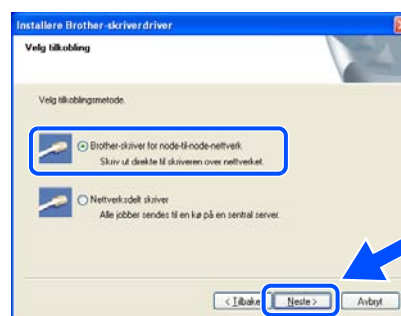 Installere Brother-skriverdriver
Velg tilkobling
Velg tilkoblingsmetode.
Brother-skriver for node-til-node-nettverk
Skriv ut direkte til skriveren over nettverket.
Nettverksdelt skriver
Alle jobber sendes til en kø på en sentral server.
< Tilbake
Neste >
Avbryt